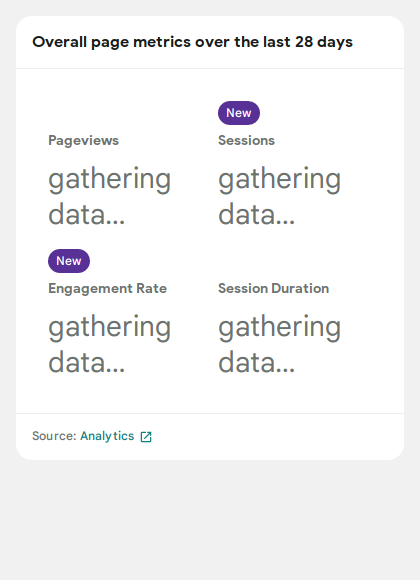 Overall page metrics over the last 28 days
New
Pageviews
Sessions
gathering
data...
gathering
data...
New
Engagement Rate
Session Duration
gathering
data...
gathering
data...
Source: Analytics